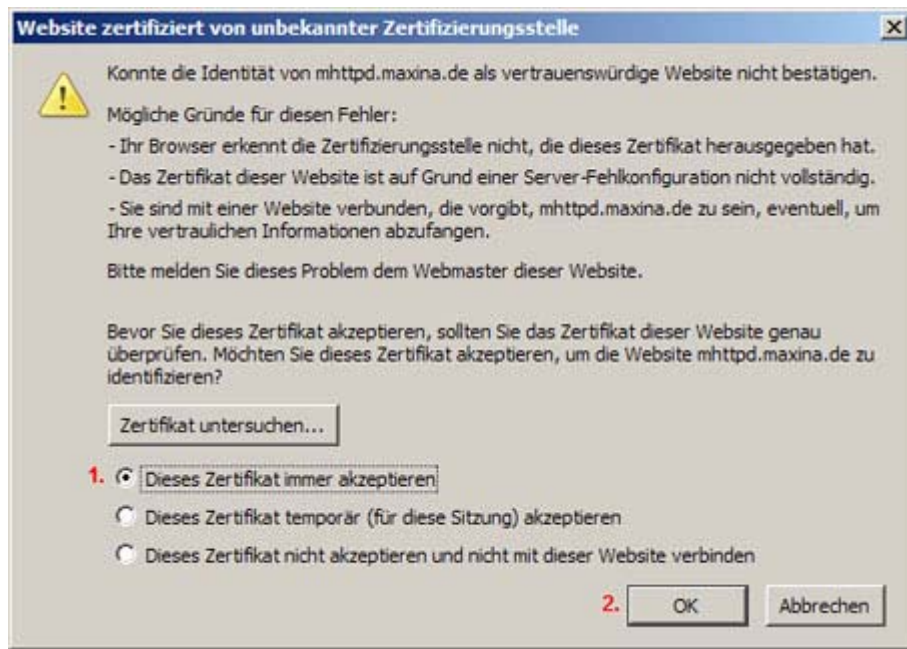 Website zertifiziert von unbekannter Zertifizierungsstelle
Konnte die Identität von mhttpd.maxina.de als vertrauenswürdige Website nicht bestätigen.
Mögliche Gründe für diesen Fehler:
- Ihr Browser erkennt die Zertifizierungsstelle nicht, die dieses Zertifikat herausgegeben hat.
- Das Zertifikat dieser Website ist auf Grund einer Server-Fehlkonfiguration nicht vollständig.
- Sie sind mit einer Website verbunden, die vorgibt, mhttpd.maxina.de zu sein, eventuell, um
Ihre vertraulichen Informationen abzufangen.
Bitte melden Sie dieses Problem dem Webmaster dieser Website.
Bevor Sie dieses Zertifikat akzeptieren, sollten Sie das Zertifikat dieser Website genau
überprüfen. Möchten Sie dieses Zertifikat akzeptieren, um die Website mhttpd.maxina.de zu
identifizieren?
Zertifikat untersuchen...
1. Dieses Zertifikat immer akzeptieren
Dieses Zertifikat temporär (für diese Sitzung) akzeptieren
Dieses Zertifikat nicht akzeptieren und nicht mit dieser Website verbinden
2. OK Abbrechen